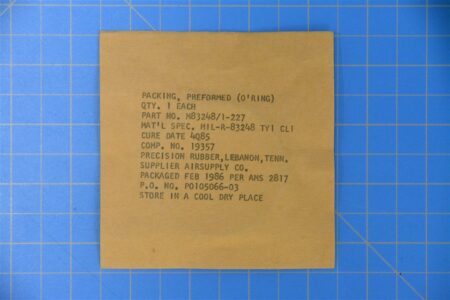 PACKING, PREFORMED (O'RING)
QTY. 1 EACH
PART NO. M83248/1-227
MAT'L SPEC. MIL-R-83248 TY1 CL1
CURE DATE 4Q85
COMP. NO. 19357
PRECISION RUBBER,LEBANON,TENN.
SUPPLIER AIRSUPPLY CO.
PACKAGED FEB 1986 PER AMS 2817
P.O. NO. PO105066-03
STORE IN A COOL DRY PLACE